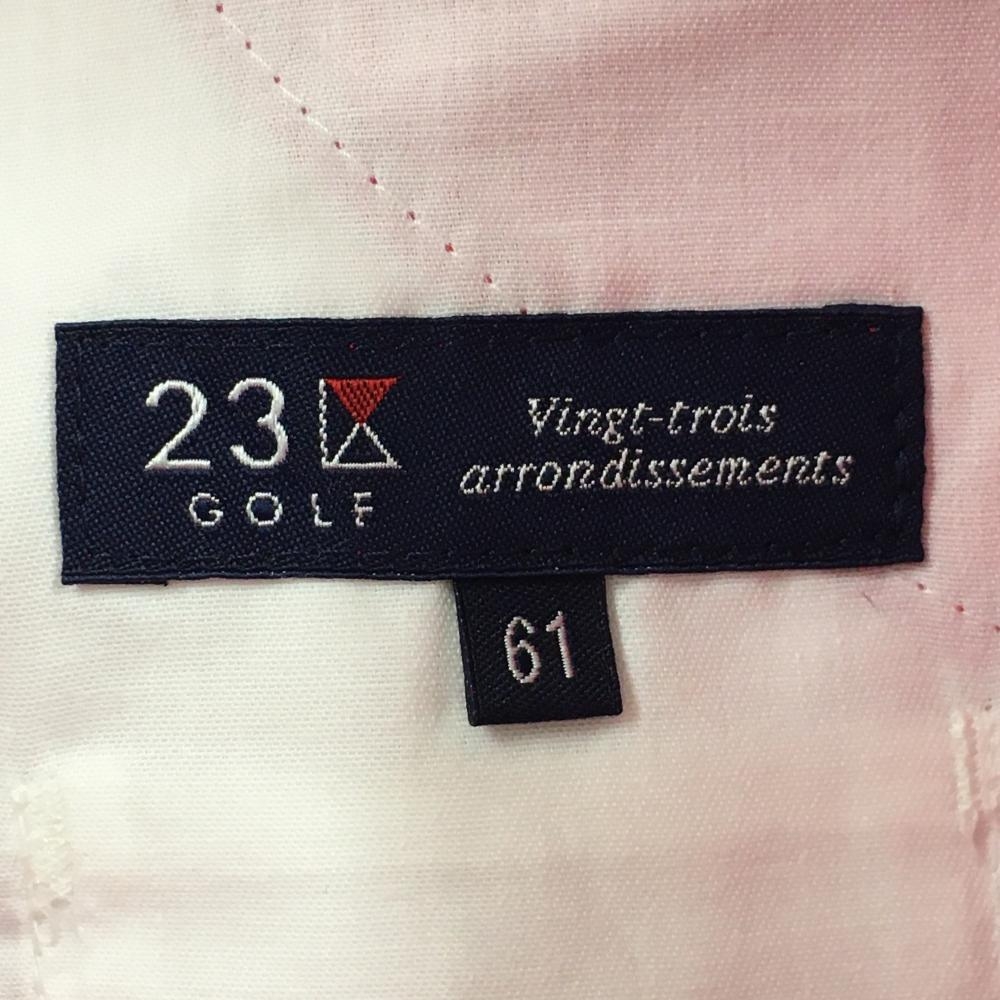 23
GOLF
Vingt-trois
arrondissements
61